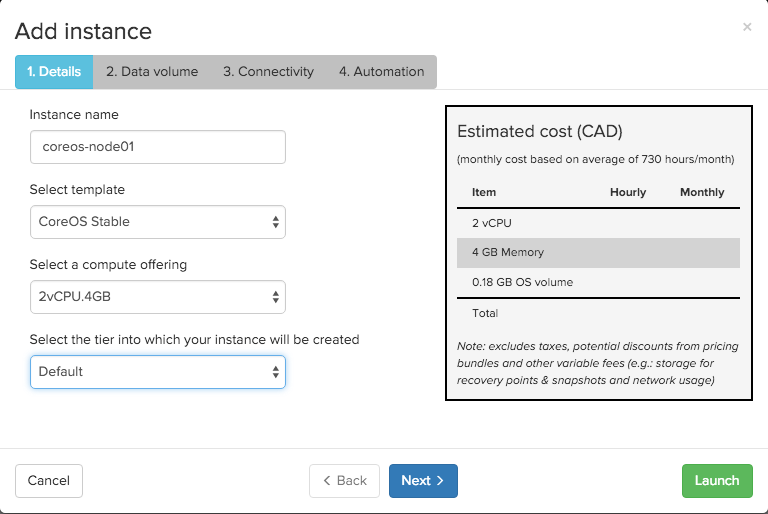 Add instance
×
1. Details 2. Data volume 3. Connectivity 4. Automation
Instance name
coreos-node01
Select template
CoreOS Stable
Select a compute offering
2vCPU.4GB
Select the tier into which your instance will be created
Default
Estimated cost (CAD)
(monthly cost based on average of 730 hours/month)
Item Hourly Monthly
2 vCPU
4 GB Memory
0.18 GB OS volume
Total
Note: excludes taxes, potential discounts from pricing
bundles and other variable fees (e.g.: storage for
recovery points & snapshots and network usage)
Cancel < Back Next > Launch